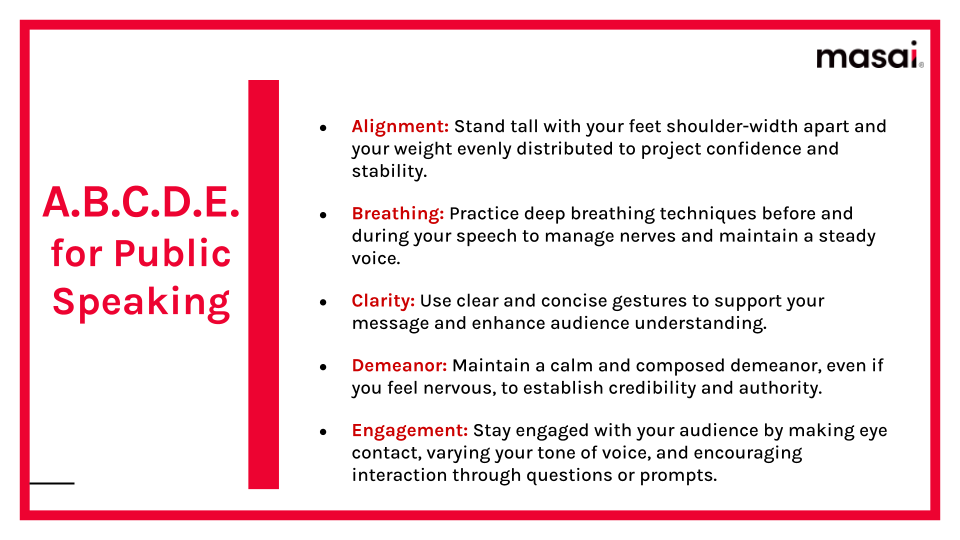 masai.
A.B.C.D.E.
for Public
Speaking
● Alignment: Stand tall with your feet shoulder-width apart and
your weight evenly distributed to project confidence and
stability.
● Breathing: Practice deep breathing techniques before and
during your speech to manage nerves and maintain a steady
voice.
● Clarity: Use clear and concise gestures to support your
message and enhance audience understanding.
● Demeanor: Maintain a calm and composed demeanor, even if
you feel nervous, to establish credibility and authority.
● Engagement: Stay engaged with your audience by making eye
contact, varying your tone of voice, and encouraging
interaction through questions or prompts.